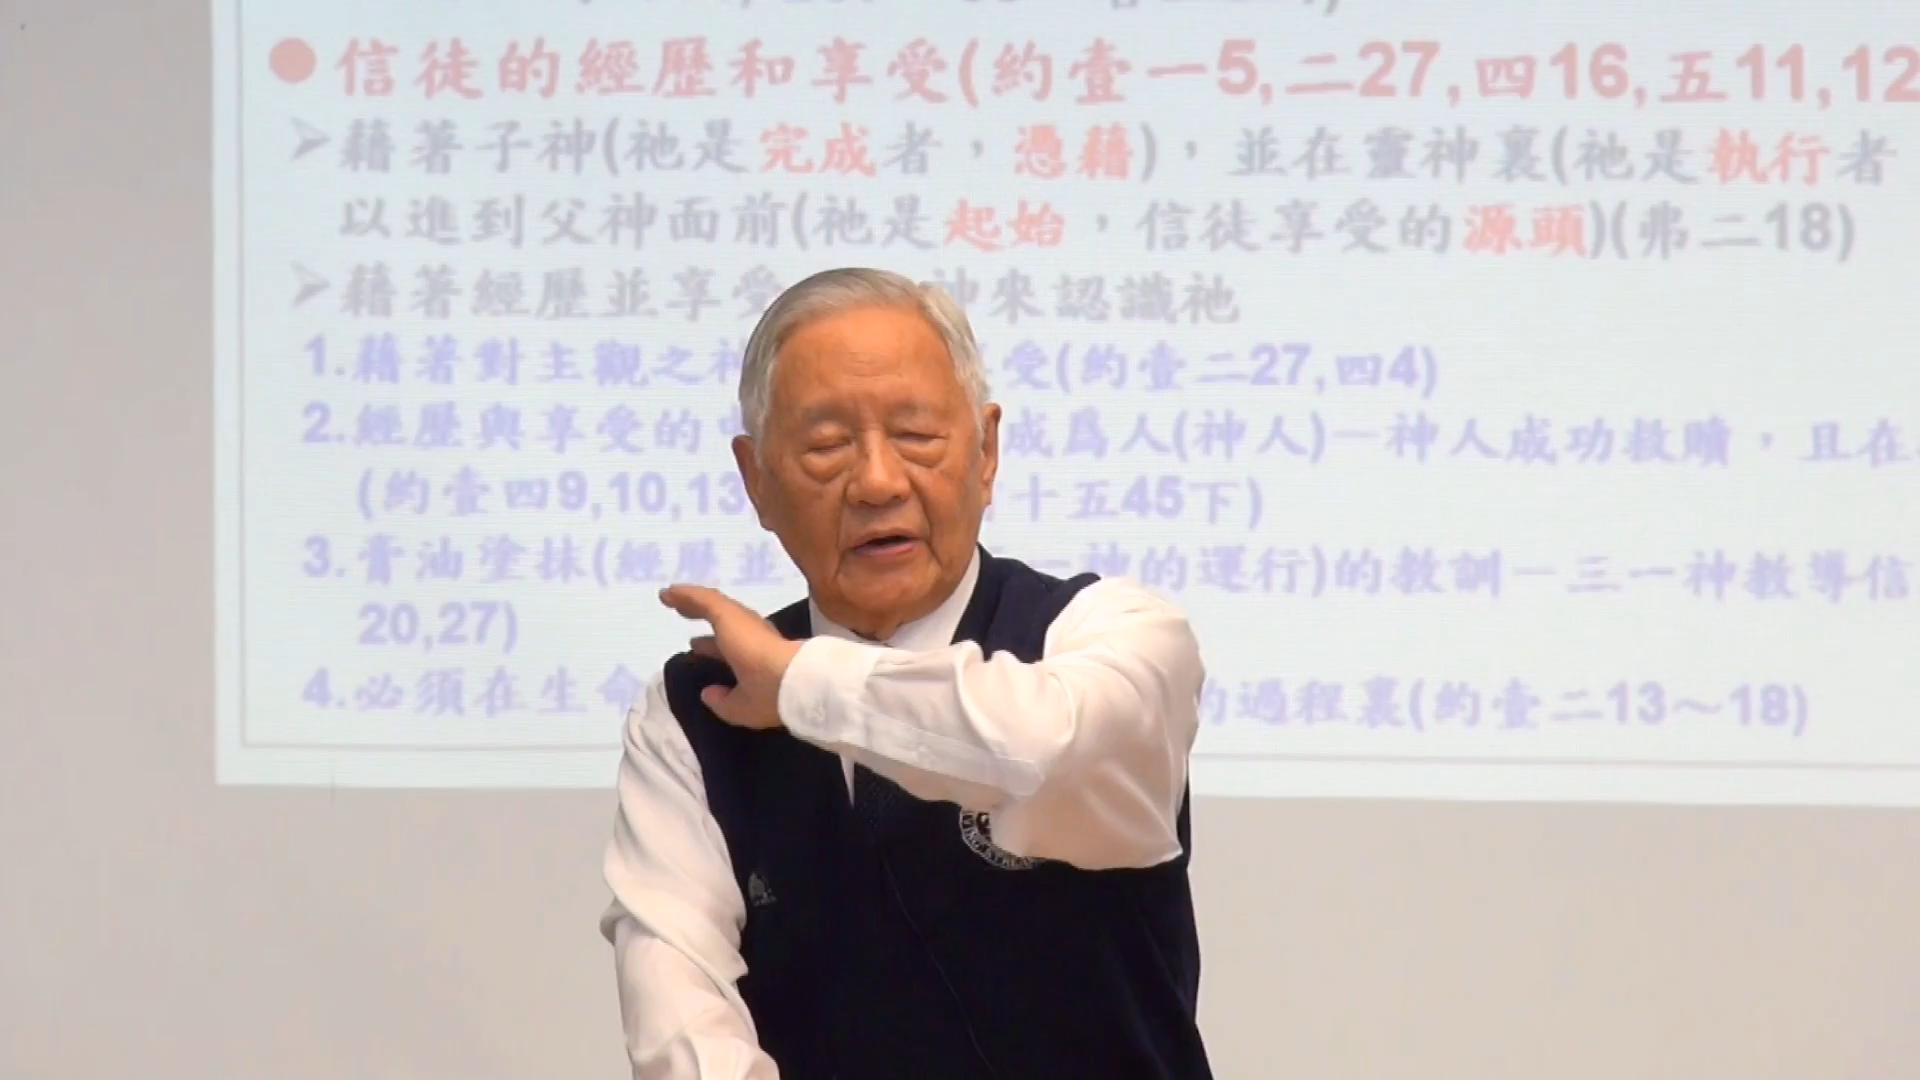 ●信徒的經歷和享受(約壹一5,二27,四16,五11,12
➤藉著子神(祂是完成者，憑藉)，並在靈神裏(祂是執行者
以進到父神面前(祂是起始，信徒享受的源頭)(弗二18)
➤藉著經歷並享受 神來認識祂
1.藉著對主觀之神 受(約壹二27,四4)
2.經歷與享受的中 成爲人(神人)－神人成功救贖，且在
(約壹四9,10,13 十五45下)
3.膏油塗抹(經歷並 一神的運行)的教訓－三一神教導信
20,27)
4.必須在生命 的過程裏(約壹二13～18)